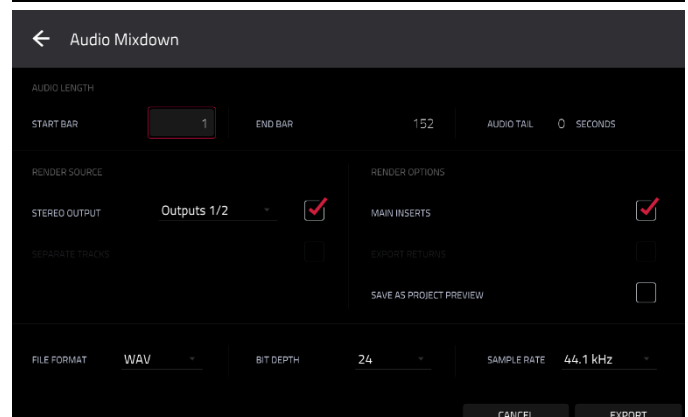 Audio Mixdown
AUDIO LENGTH
START BAR 1 END BAR 152 AUDIO TAIL 0 SECONDS
RENDER SOURCE RENDER OPTIONS
STEREO OUTPUT Outputs 1/2 MAIN INSERTS
SEPARATE TRACKS EXPORT RETURNS
SAVE AS PROJECT PREVIEW
FILE FORMAT WAV BIT DEPTH 24 SAMPLE RATE 44.1 kHz
CANCEL EXPORT